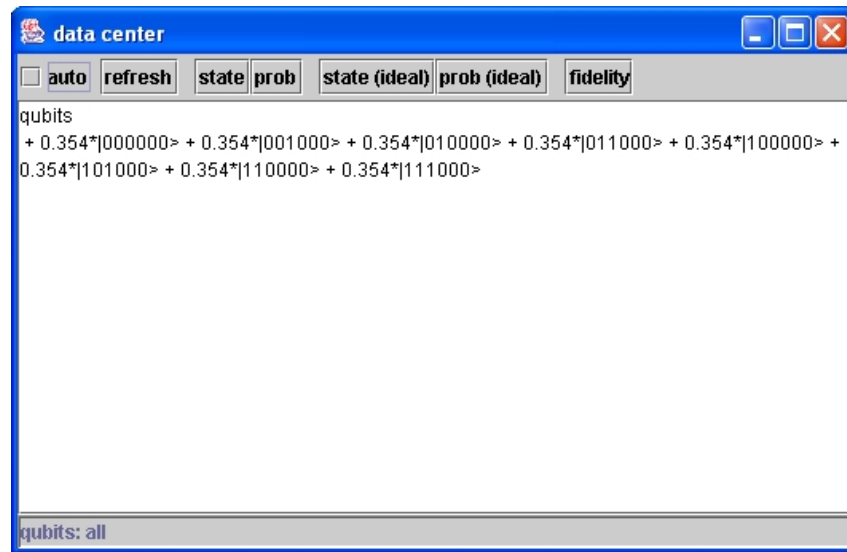 data center
auto refresh state prob state (ideal) prob (ideal) fidelity
qubits
+ 0.354*|000000> + 0.354*|001000> + 0.354*|010000> + 0.354*|011000> + 0.354*|100000> +
0.354*|101000> + 0.354*|110000> + 0.354*|111000>
qubits: all